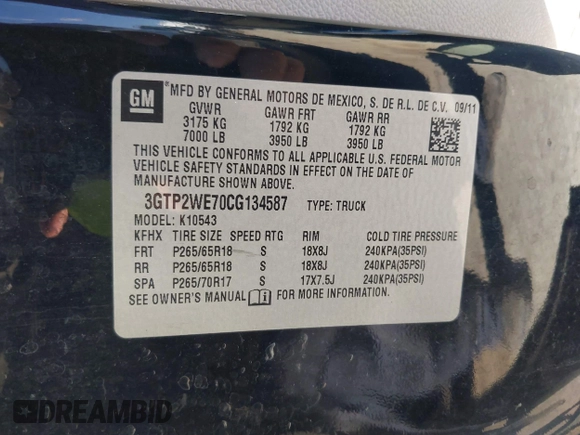 GM
*MFD BY GENERAL MOTORS DE MEXICO, S. DE R.L. DE C.V. 09/11
GVWR GAWR FRT GAWR RR
3175 KG 1792 KG 1792 KG
7000 LB 3950 LB 3950 LB
THIS VEHICLE CONFORMS TO ALL APPLICABLE U.S. FEDERAL MOTOR
VEHICLE SAFETY STANDARDS IN EFFECT ON THE DATE OF
MANUFACTURE SHOWN ABOVE.
3GTP2WE70CG134587 TYPE: TRUCK
MODEL: K10543
KFHX TIRE SIZE SPEED RTG RIM COLD TIRE PRESSURE
FRT P265/65R18 S 18X8J 240KPA(35PSI)
RR P265/65R18 S 18X8J 240KPA(35PSI)
SPA P265/70R17 S 17X7.5J 240KPA(35PSI)
SEE OWNER'S MANUAL FOR MORE INFORMATION.
DREAMBID